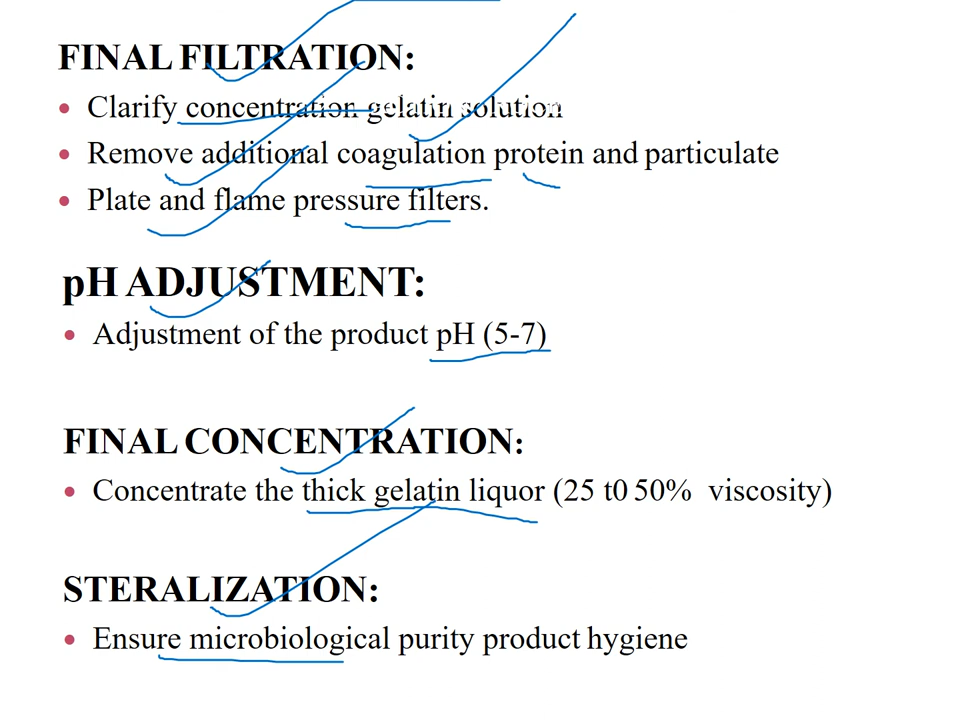 FINAL FILTRATION:
Clarify concentration gelatin solution
Remove additional coagulation protein and particulate
Plate and flame pressure filters.
pH ADJUSTMENT:
Adjustment of the product pH (5-7)
FINAL CONCENTRATION:
Concentrate the thick gelatin liquor (25 t0 50% viscosity)
STERALIZATION:
Ensure microbiological purity product hygiene